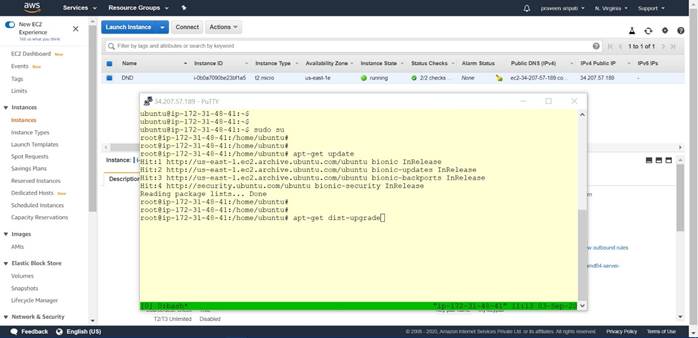 aws
Services
Resource Groups
praveen sripati
N. Virginia
Support
New EC2
Experience
Tell us what you think
Launch Instance
Connect
Actions
Filter by tags and attributes or search by keyword
1 to 1 of 1
EC2 Dashboard New
Events New
Tags
Limits
Instances
Instances
Instance Types
Launch Templates
Spot Requests
Savings Plans
Reserved Instances
Dedicated Hosts New
Scheduled Instances
Capacity Reservations
Images
AMIs
Elastic Block Store
Volumes
Snapshots
Lifecycle Manager
Network & Security
Name Instance ID Instance Type Availability Zone Instance State Status Checks Alarm Status Public DNS (IPv4) IPv4 Public IP IPv6 IPs
DND i-0b0a7090be23bf1a5 t2.micro us-east-1e running 2/2 checks ... None ec2-34-207-57-189.co... 34.207.57.189 -
34.207.57.189 - PuTTY
ubuntu@ip-172-31-48-41:~$
ubuntu@ip-172-31-48-41:~$
ubuntu@ip-172-31-48-41:~$ sudo su
root@ip-172-31-48-41:/home/ubuntu#
root@ip-172-31-48-41:/home/ubuntu#
root@ip-172-31-48-41:/home/ubuntu# apt-get update
Hit:1 http://us-east-1.ec2.archive.ubuntu.com/ubuntu bionic InRelease
Hit:2 http://us-east-1.ec2.archive.ubuntu.com/ubuntu bionic-updates InRelease
Hit:3 http://us-east-1.ec2.archive.ubuntu.com/ubuntu bionic-backports InRelease
Hit:4 http://security.ubuntu.com/ubuntu bionic-security InRelease
Reading package lists... Done
root@ip-172-31-48-41:/home/ubuntu#
root@ip-172-31-48-41:/home/ubuntu#
root@ip-172-31-48-41:/home/ubuntu# apt-get dist-upgrade
[0] 0:bash* "ip-172-31-48-41" 11:13 03-Sep-20
Instance:
Description
w outbound rules
amd64-server-
T2/T3 Unlimited Disabled
Feedback
English (US)
© 2008 - 2020, Amazon Internet Services Private Ltd. or its affiliates. All rights reserved.
Privacy Policy
Terms of Use